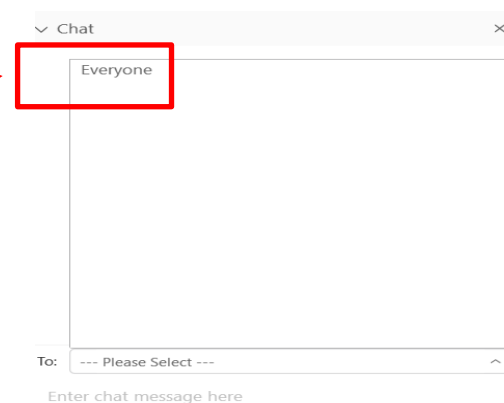 Chat
Everyone
To: --- Please Select ---
Enter chat message here